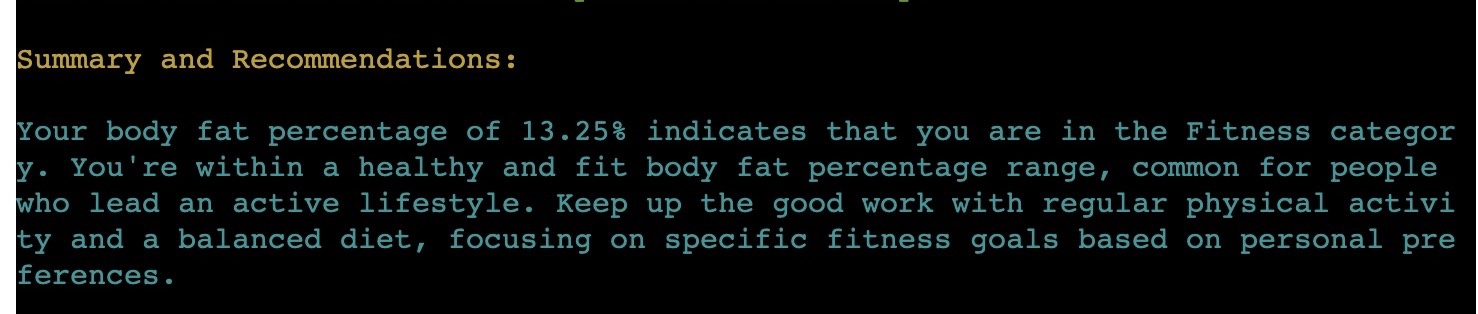 Summary and Recommendations:
Your body fat percentage of 13.25% indicates that you are in the Fitness categor
y. You're within a healthy and fit body fat percentage range, common for people
who lead an active lifestyle. Keep up the good work with regular physical activi
ty and a balanced diet, focusing on specific fitness goals based on personal pre
ferences.